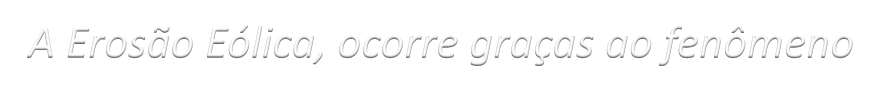 A Erosão Eólica, ocorre graças ao fenômeno